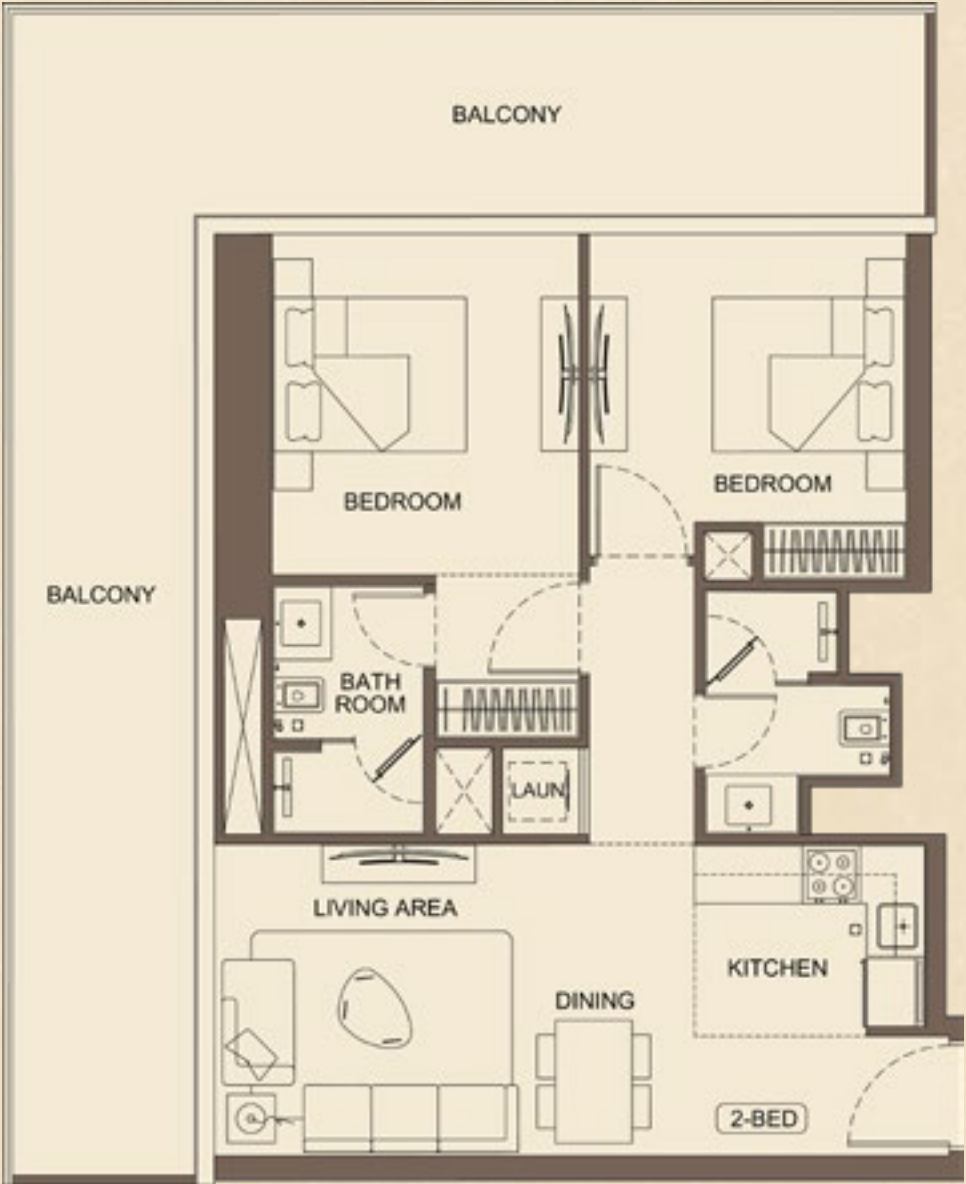 BALCONY
BEDROOM
BEDROOM
BALCONY
BATH
ROOM
LAUN
LIVING AREA
KITCHEN
DINING
2-BED